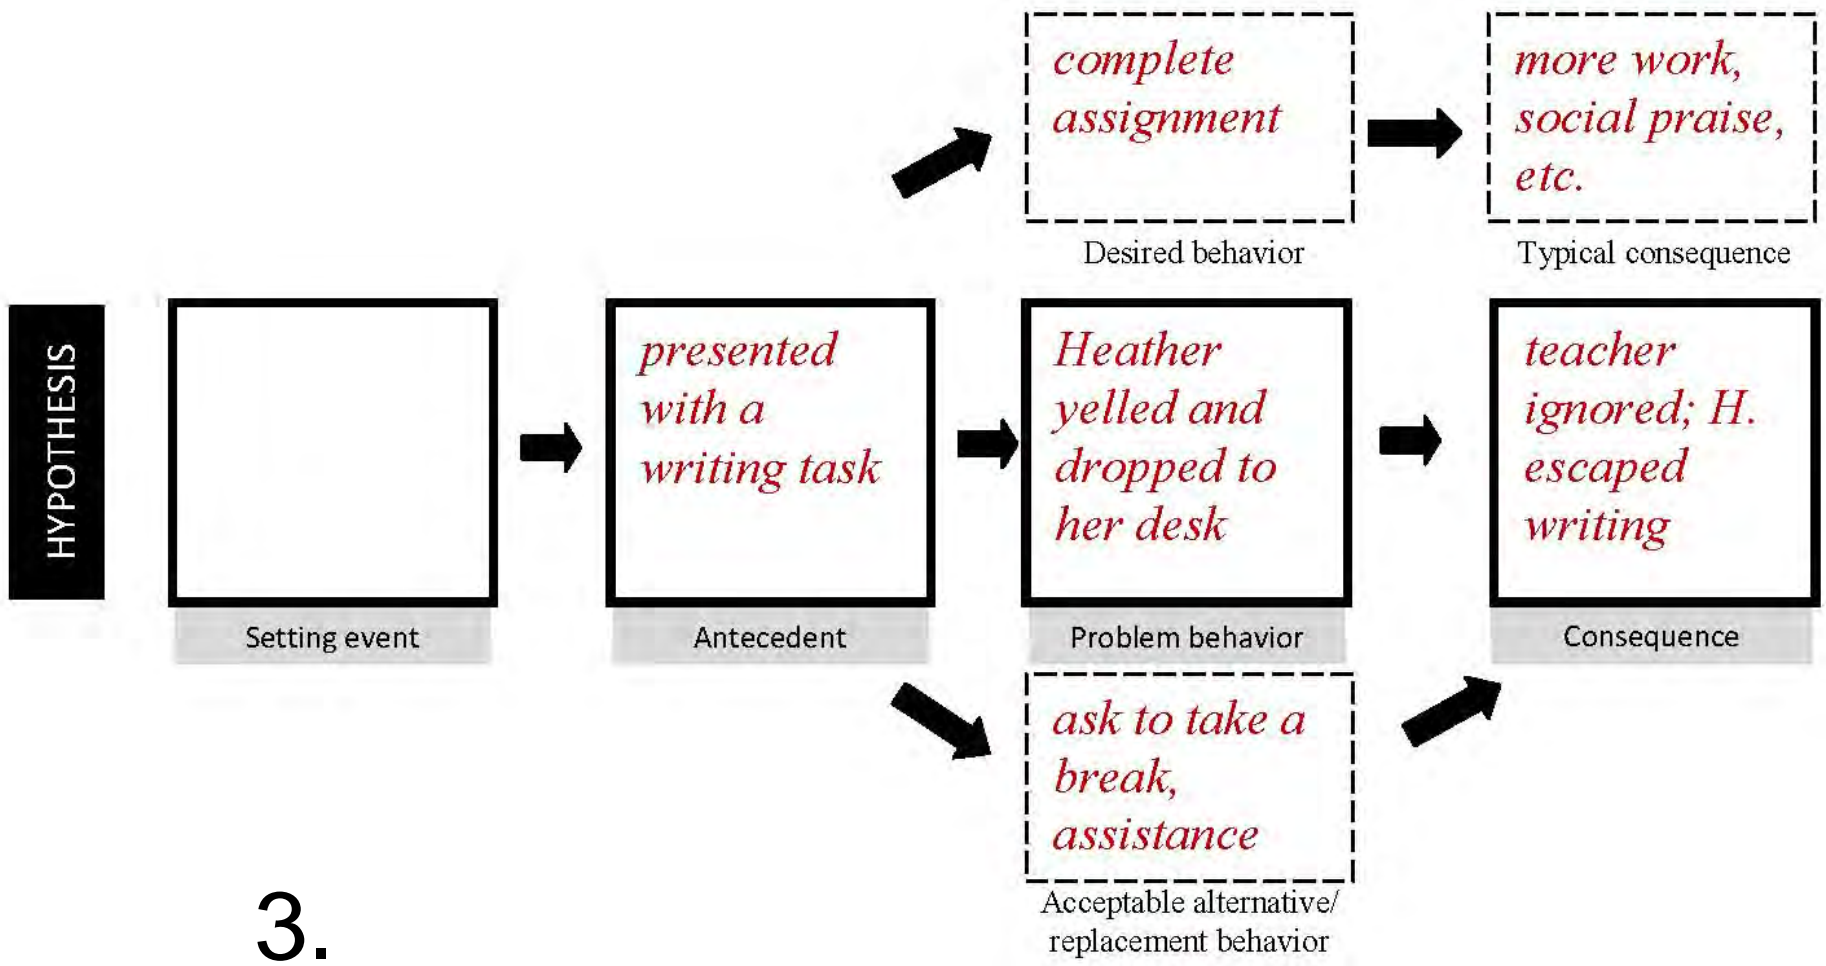 complete
assignment
Desired behavior
more work,
social praise,
etc.
Typical consequence
HYPOTHESIS
Setting event
presented
with a
writing task
Antecedent
Heather
yelled and
dropped to
her desk
Problem behavior
teacher
ignored; H.
escaped
writing
Consequence
ask to take a
break,
assistance
Acceptable alternative/
replacement behavior
3.